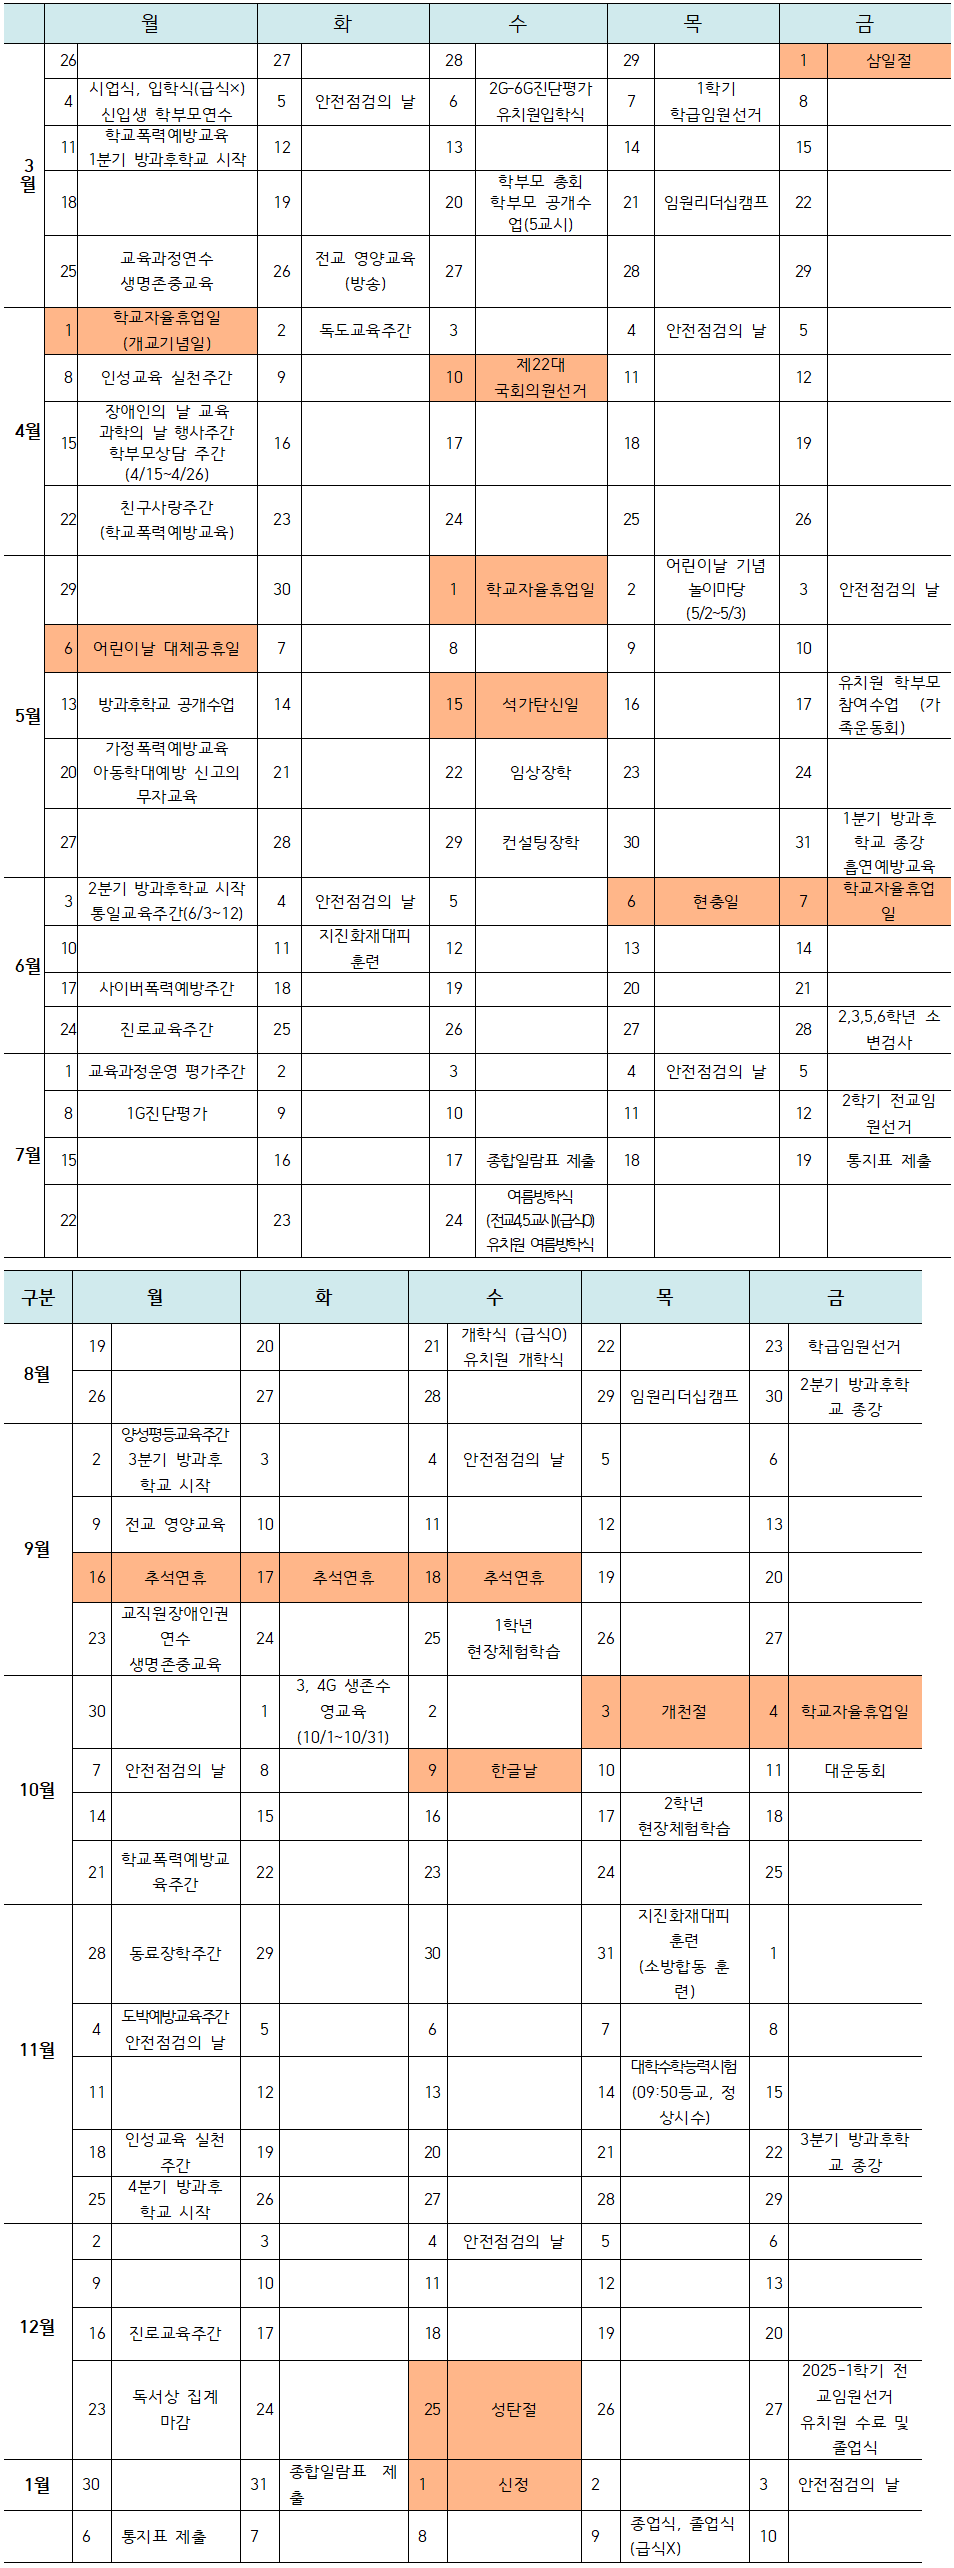 월 화 수 목 금
3월
26 27 28 29 1 삼일절
4 시업식, 입학식(급식×)
신입생 학부모연수
5 안전점검의 날
6 2G-6G진단평가
유치원입학식
7 1학기
학급임원선거
8
11 학교폭력예방교육
1분기 방과후학교 시작
12 13 14 15
18 19
20 학부모 총회
학부모 공개수
업(5교시)
21 임원리더십캠프
22
25 교육과정연수
생명존중교육
26 전교 영양교육
(방송)
27 28 29
4월
1 학교자율휴업일
(개교기념일)
2 독도교육주간
3
4 안전점검의 날
5
8 인성교육 실천주간
9
10 제22대
국회의원선거
11 12
15 장애인의 날 교육
과학의 날 행사주간
학부모상담 주간
(4/15~4/26)
16 17 18 19
22 친구사랑주간
(학교폭력예방교육)
23 24 25 26
5월
29 30
1 학교자율휴업일
2 어린이날 기념
놀이마당
(5/2~5/3)
3 안전점검의 날
6 어린이날 대체공휴일
7 8 9 10
13 방과후학교 공개수업
14
15 석가탄신일
16
17 유치원 학부모
참여수업 (가
족운동회)
20 가정폭력예방교육
아동학대예방 신고의
무자교육
21
22 임상장학
23 24
27 28
29 컨설팅장학
30
31 1분기 방과후
학교 종강
흡연예방교육
6월
3 2분기 방과후학교 시작
통일교육주간(6/3~12)
4 안전점검의 날
5
6 현충일
7 학교자율휴업
일
10
11 지진화재대피
훈련
12 13 14
17 사이버폭력예방주간
18 19 20 21
24 진로교육주간
25 26 27
28 2,3,5,6학년 소
변검사
7월
1 교육과정운영 평가주간
2 3
4 안전점검의 날
5
8 1G진단평가
9 10 11
12 2학기 전교임
원선거
15 16
17 종합일람표 제출
18
19 통지표 제출
22 23
24 여름방학식
(전교4,5교시)(급식O)
유치원 여름방학식
구분 월 화 수 목 금
8월
19 20
21 개학식 (급식O)
유치원 개학식
22
23 학급임원선거
26 27 28
29 임원리더십캠프
30 2분기 방과후학
교 종강
9월
2 양성평등교육주간
3분기 방과후
학교 시작
3
4 안전점검의 날
5 6
9 전교 영양교육
10 11 12 13
16 추석연휴
17 추석연휴
18 추석연휴
19 20
23 교직원장애인권
연수
생명존중교육
24
25 1학년
현장체험학습
26 27
10월
30
1 3, 4G 생존수
영교육
(10/1~10/31)
2
3 개천절
4 학교자율휴업일
7 안전점검의 날
8
9 한글날
10
11 대운동회
14 15 16
17 2학년
현장체험학습
18
21 학교폭력예방교
육주간
22 23 24 25
11월
28 동료장학주간
29 30
31 지진화재대피
훈련
(소방합동 훈
련)
1
4 도박예방교육주간
안전점검의 날
5 6 7 8
11 12 13
14 대학수학능력시험
(09:50등교, 정
상시수)
15
18 인성교육 실천
주간
19 20 21
22 3분기 방과후학
교 종강
25 4분기 방과후
학교 시작
26 27 28 29
12월
2 3
4 안전점검의 날
5 6
9 10 11 12 13
16 진로교육주간
17 18 19 20
23 독서상 집계
마감
24
25 성탄절
26
27 2025-1학기 전
교임원선거
유치원 수료 및
졸업식
1월
30
31 종합일람표 제
출
1 신정
2
3 안전점검의 날
6 통지표 제출
7 8
9 종업식, 졸업식
(급식X)
10